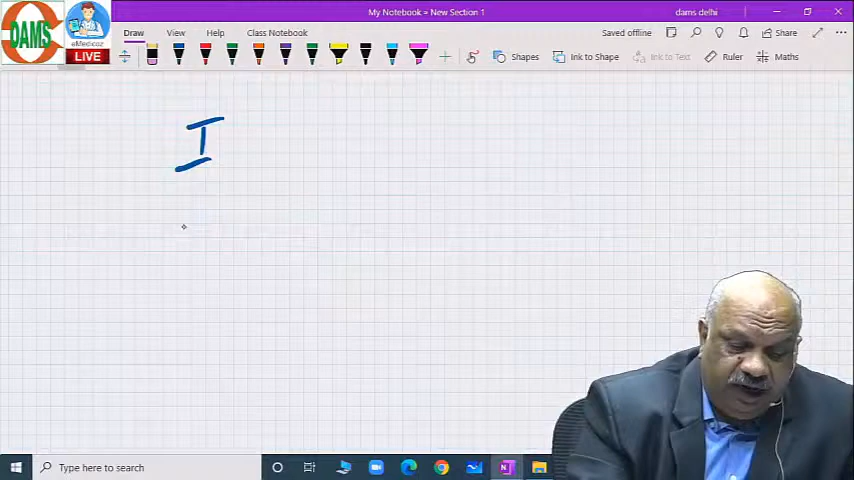 DAMS
eMedicoz
LIVE
My Notebook » New Section 1
dams delhi
Draw
View
Help
Class Notebook
Saved offline
Share
Shapes
Ink to Shape
Ink to Text
Ruler
Maths
I
Type here to search